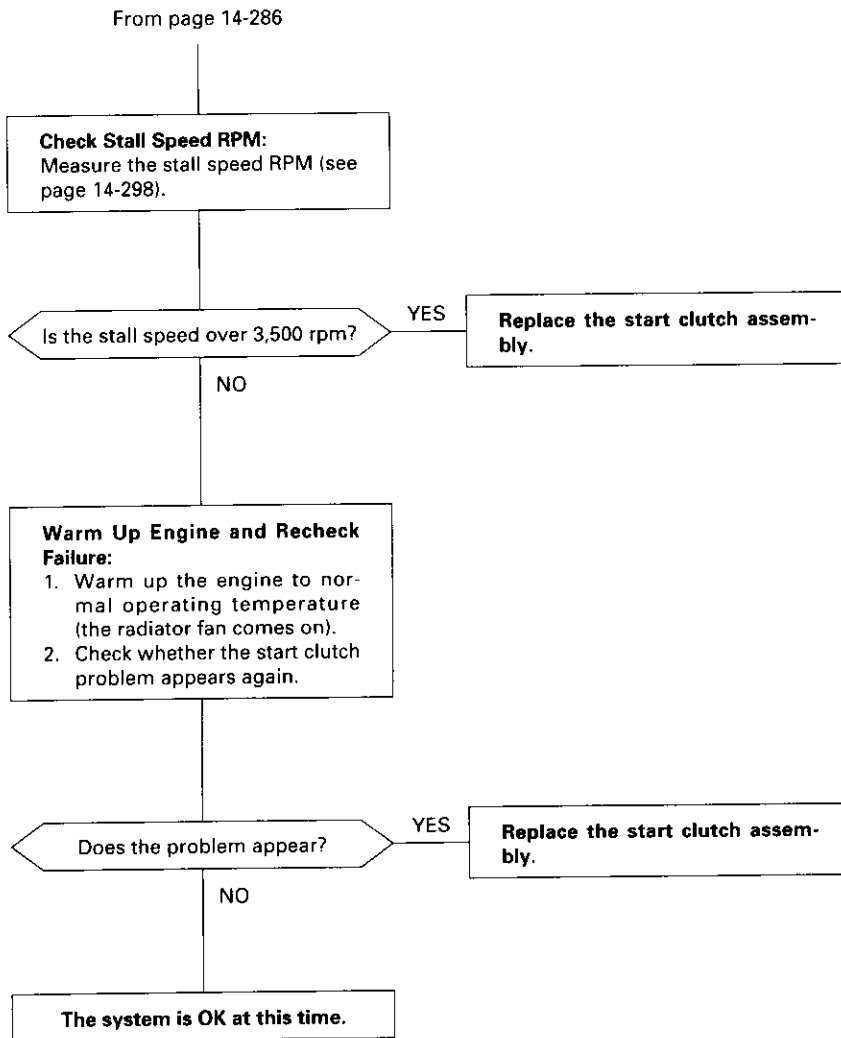 From page 14-286
Check Stall Speed RPM:
Measure the stall speed RPM (see
page 14-298).
Is the stall speed over 3,500 rpm?
YES
Replace the start clutch assem-
bly.
NO
Warm Up Engine and Recheck
Failure:
1. Warm up the engine to nor-
mal operating temperature
(the radiator fan comes on).
2. Check whether the start clutch
problem appears again.
Does the problem appear?
YES
Replace the start clutch assem-
bly.
NO
The system is OK at this time.